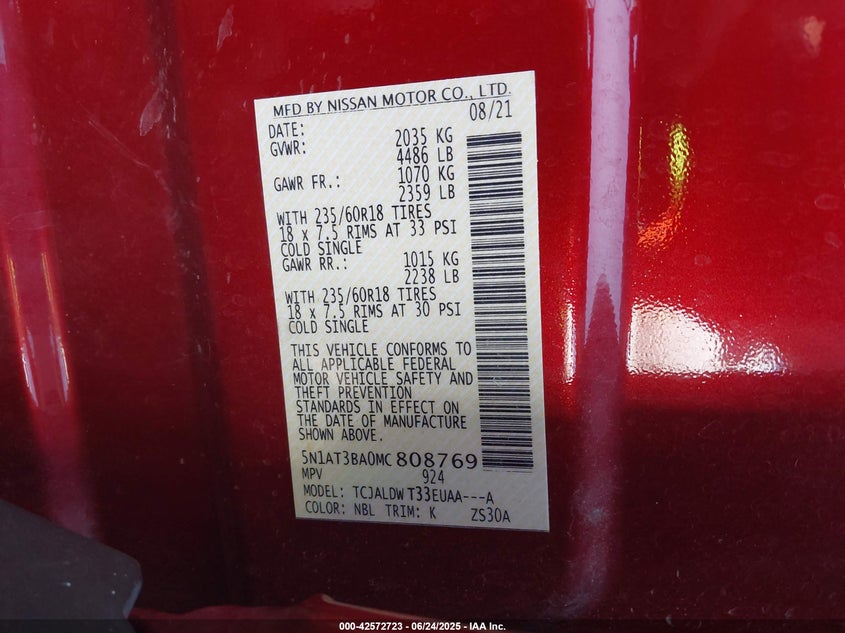 MFD BY NISSAN MOTOR CO., LTD.
DATE: 08/21
GVWR: 2035 KG
4486 LB
GAWR FR.: 1070 KG
2359 LB
WITH 235/60R18 TIRES
18 x 7.5 RIMS AT 33 PSI
COLD SINGLE
GAWR RR.: 1015 KG
2238 LB
WITH 235/60R18 TIRES
18 x 7.5 RIMS AT 30 PSI
COLD SINGLE
THIS VEHICLE CONFORMS TO
ALL APPLICABLE FEDERAL
MOTOR VEHICLE SAFETY AND
THEFT PREVENTION
STANDARDS IN EFFECT ON
THE DATE OF MANUFACTURE
SHOWN ABOVE.
5N1AT3BA0MC808769
MPV 924
MODEL: TCJALDW T33EUAA---A
COLOR: NBL TRIM: K ZS30A
000-42572723 - 06/24/2025 - IAA Inc.